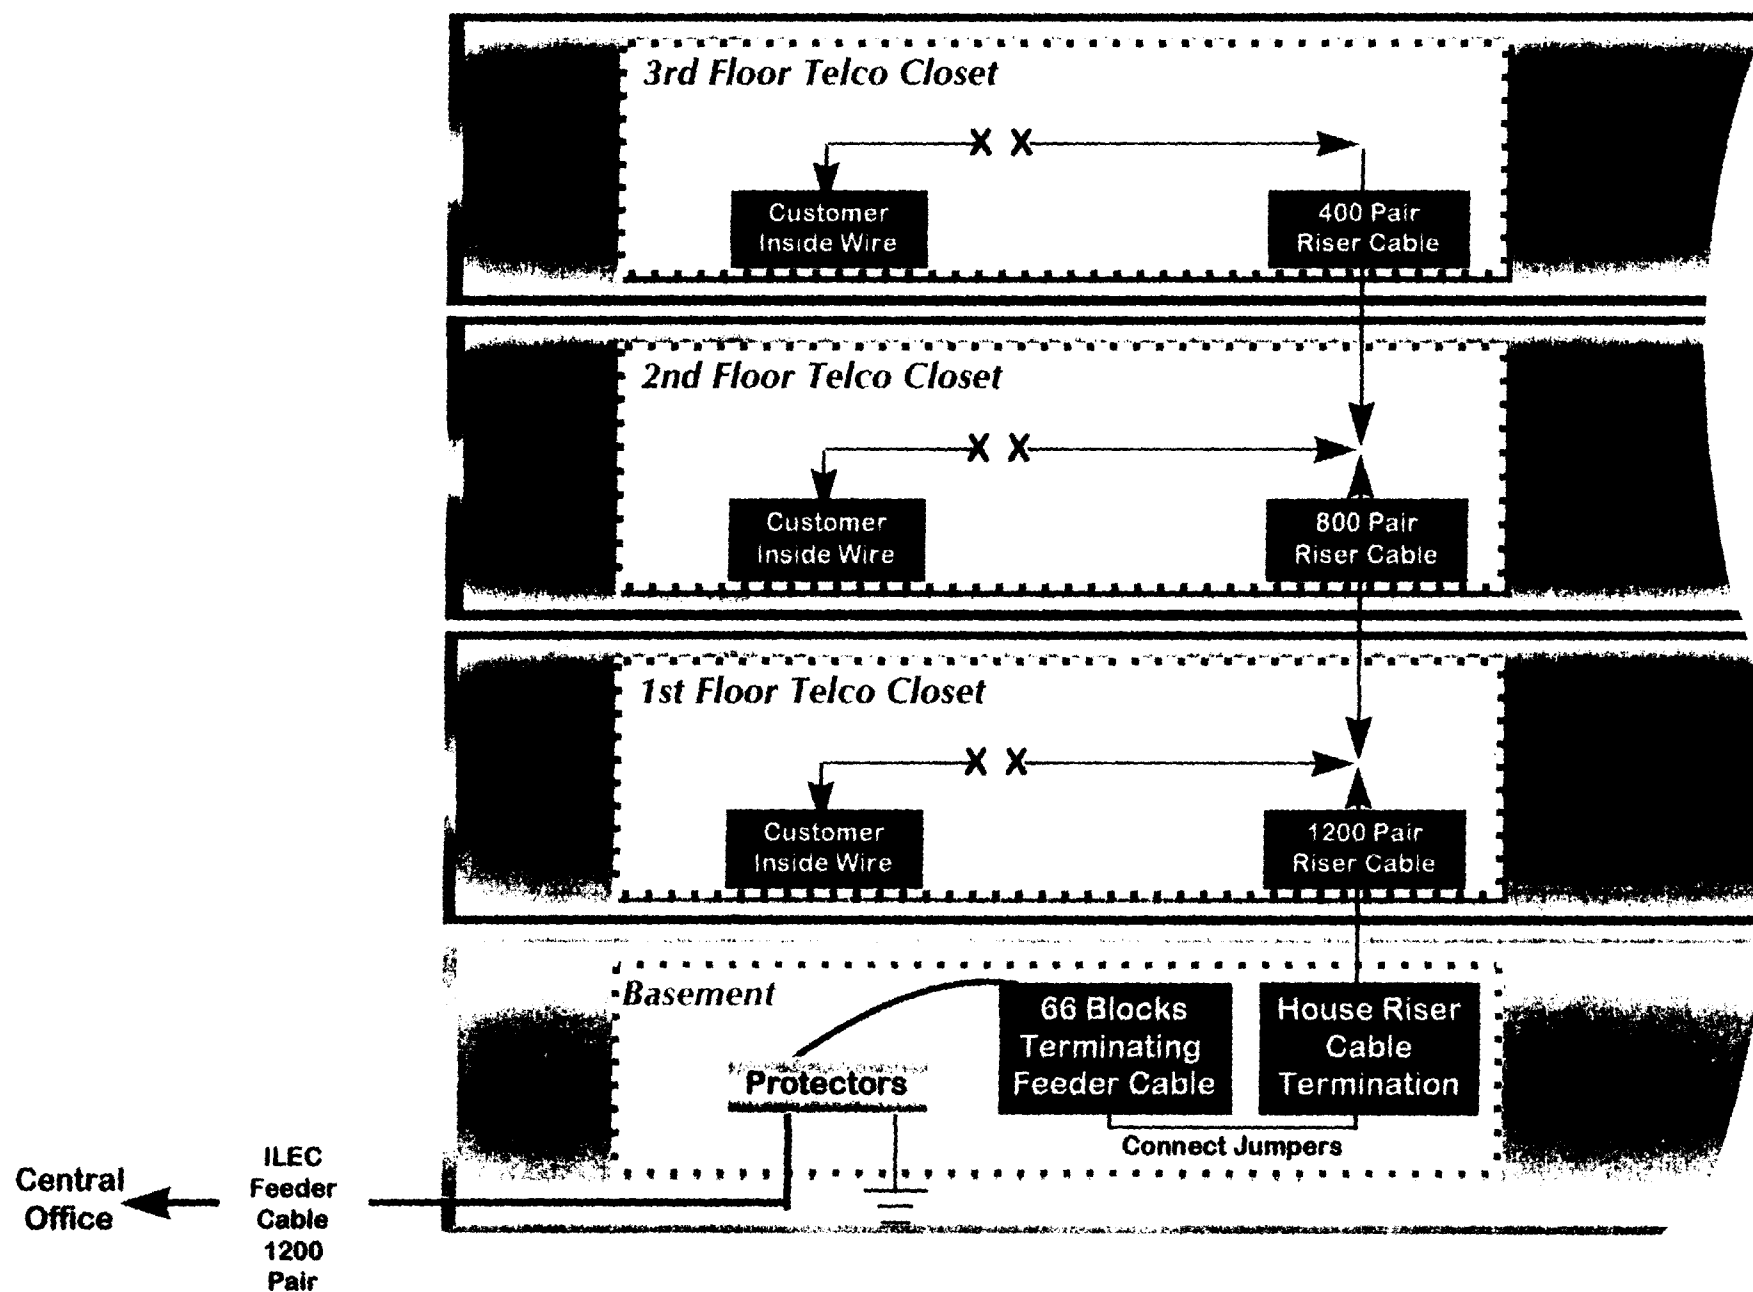 3rd Floor Telco Closet
X X
Customer
Inside Wire
400 Pair
Riser Cable
2nd Floor Telco Closet
X X
Customer
Inside Wire
800 Pair
Riser Cable
1st Floor Telco Closet
X X
Customer
Inside Wire
1200 Pair
Riser Cable
Basement
66 Blocks
Terminating
Feeder Cable
House Riser
Cable
Termination
Protectors
Connect Jumpers
Central
Office
ILEC
Feeder
Cable
1200
Pair